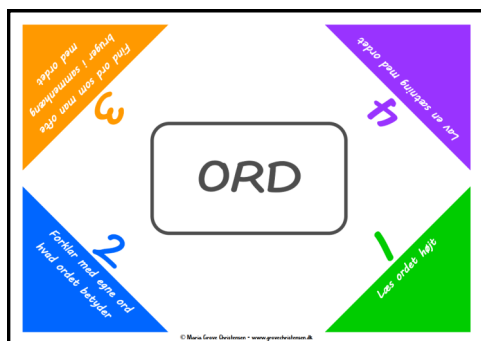 Find ord som man ofte
bruger i sammenhæng
med ordet
3
Lav en sætning med ordet
4
ORD
2
Forklar med egne ord
hvad ordet betyder
1
Læs ordet højt
© Maria Grove Christensen - www.grovechristensen.dk